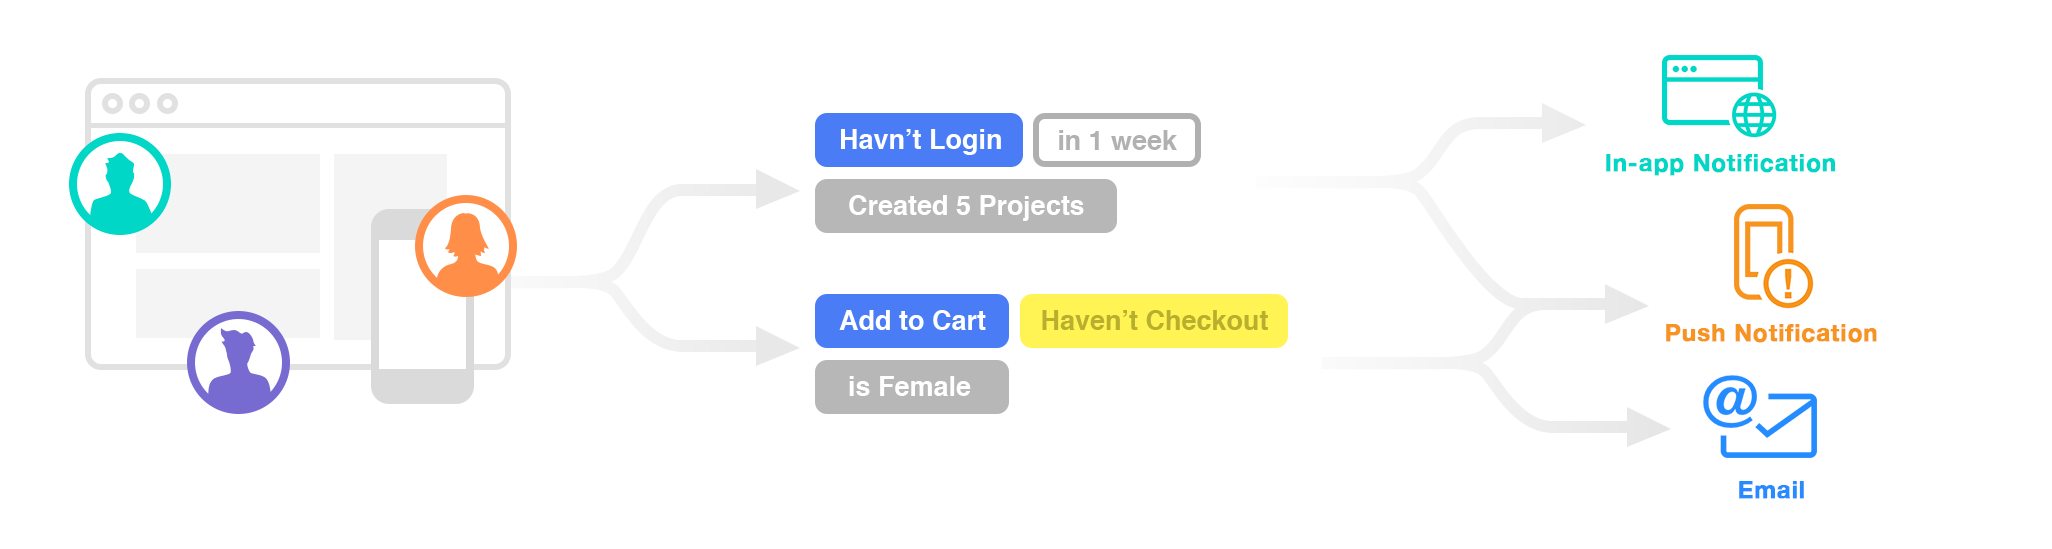 Havn’t Login in 1 week
Created 5 Projects
Add to Cart Haven’t Checkout
is Female
In-app Notification
Push Notification
@
Email